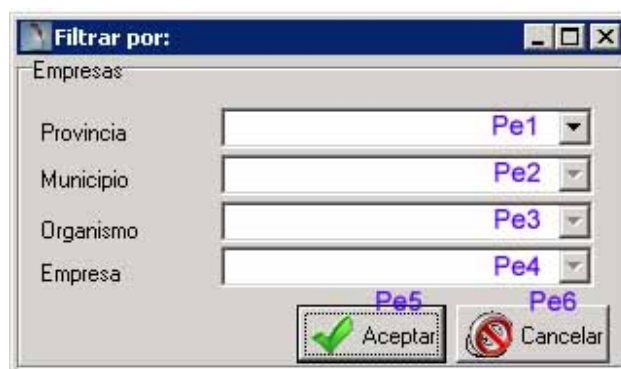 Filtrar por:
Empresas
Provincia Pe1
Municipio Pe2
Organismo Pe3
Empresa Pe4
Pe5 Pe6
Aceptar Cancelar